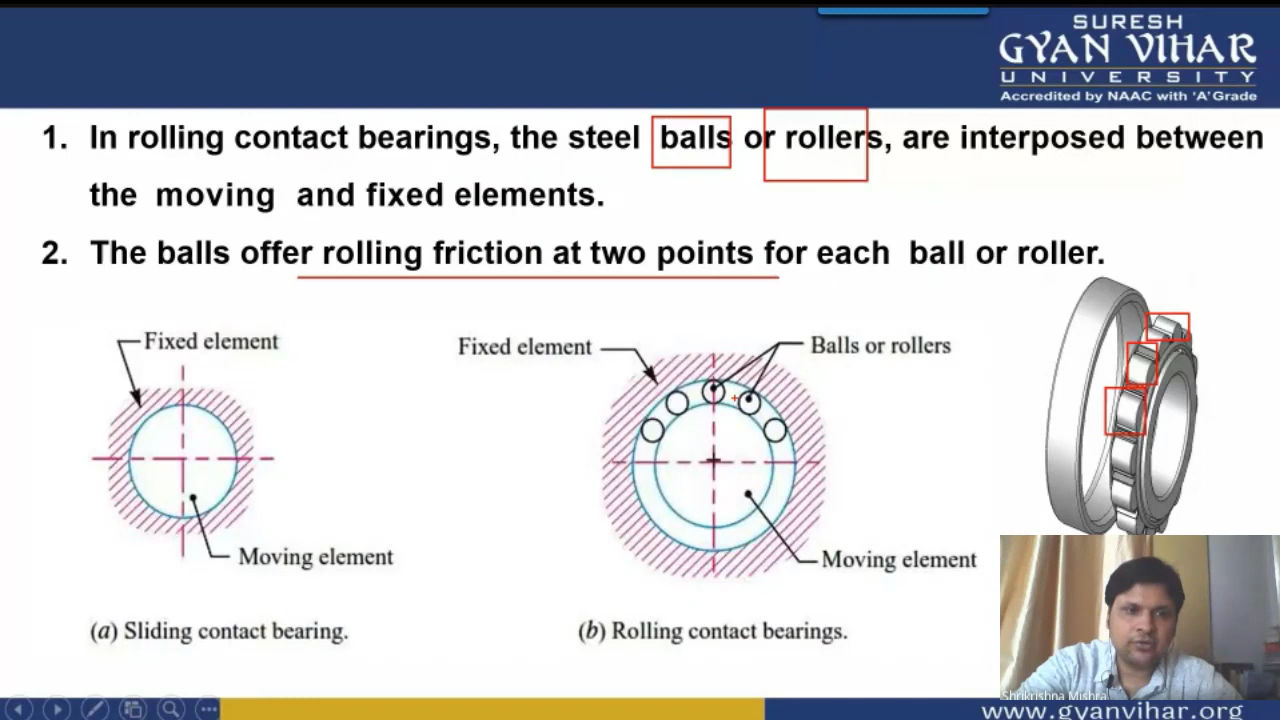 SURESH
GYAN VIHAR
UNIVERSITY
Accredited by NAAC with 'A' Grade
1. In rolling contact bearings, the steel balls or rollers, are interposed between
the moving and fixed elements.
2. The balls offer rolling friction at two points for each ball or roller.
Fixed element
Moving element
(a) Sliding contact bearing.
Fixed element
Balls or rollers
Moving element
(b) Rolling contact bearings.
Shrikrishna Mishra
www.gyanvihar.org